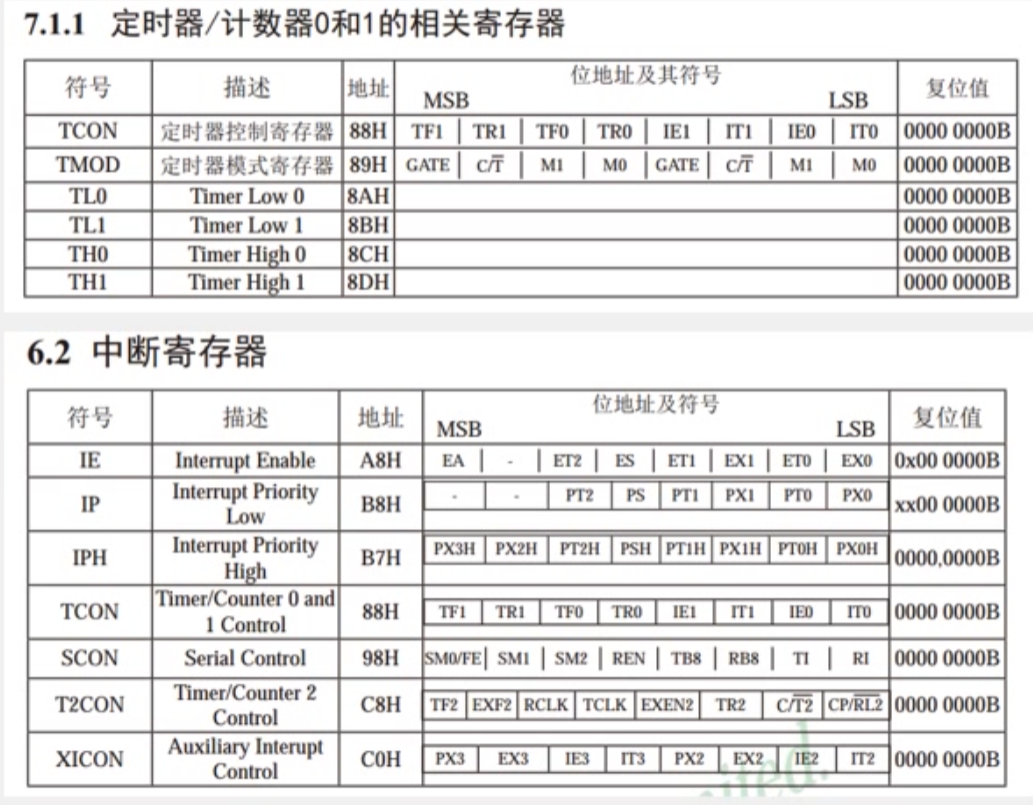 7.1.1 定时器/计数器0和1的相关寄存器
符号 描述 地址 位地址及其符号 MSB LSB 复位值
TCON 定时器控制寄存器 88H TF1 TR1 TF0 TR0 IE1 IT1 IE0 IT0 0000 0000B
TMOD 定时器模式寄存器 89H GATE C/T̅ M1 M0 GATE C/T̅ M1 M0 0000 0000B
TL0 Timer Low 0 8AH 0000 0000B
TL1 Timer Low 1 8BH 0000 0000B
TH0 Timer High 0 8CH 0000 0000B
TH1 Timer High 1 8DH 0000 0000B
6.2 中断寄存器
符号 描述 地址 位地址及符号 MSB LSB 复位值
IE Interrupt Enable A8H EA - ET2 ES ET1 EX1 ET0 EX0 0x00 0000B
IP Interrupt Priority Low B8H - - PT2 PS PT1 PX1 PT0 PX0 xx00 0000B
IPH Interrupt Priority High B7H PX3H PX2H PT2H PSH PT1H PX1H PT0H PX0H 0000,0000B
TCON Timer/Counter 0 and 1 Control 88H TF1 TR1 TF0 TR0 IE1 IT1 IE0 IT0 0000 0000B
SCON Serial Control 98H SM0/FE SM1 SM2 REN TB8 RB8 TI RI 0000 0000B
T2CON Timer/Counter 2 Control C8H TF2 EXF2 RCLK TCLK EXEN2 TR2 C/T̅2̅ CP/R̅L̅2̅ 0000 0000B
XICON Auxiliary Interupt Control C0H PX3 EX3 IE3 IT3 PX2 EX2 IE2 IT2 0000 0000B